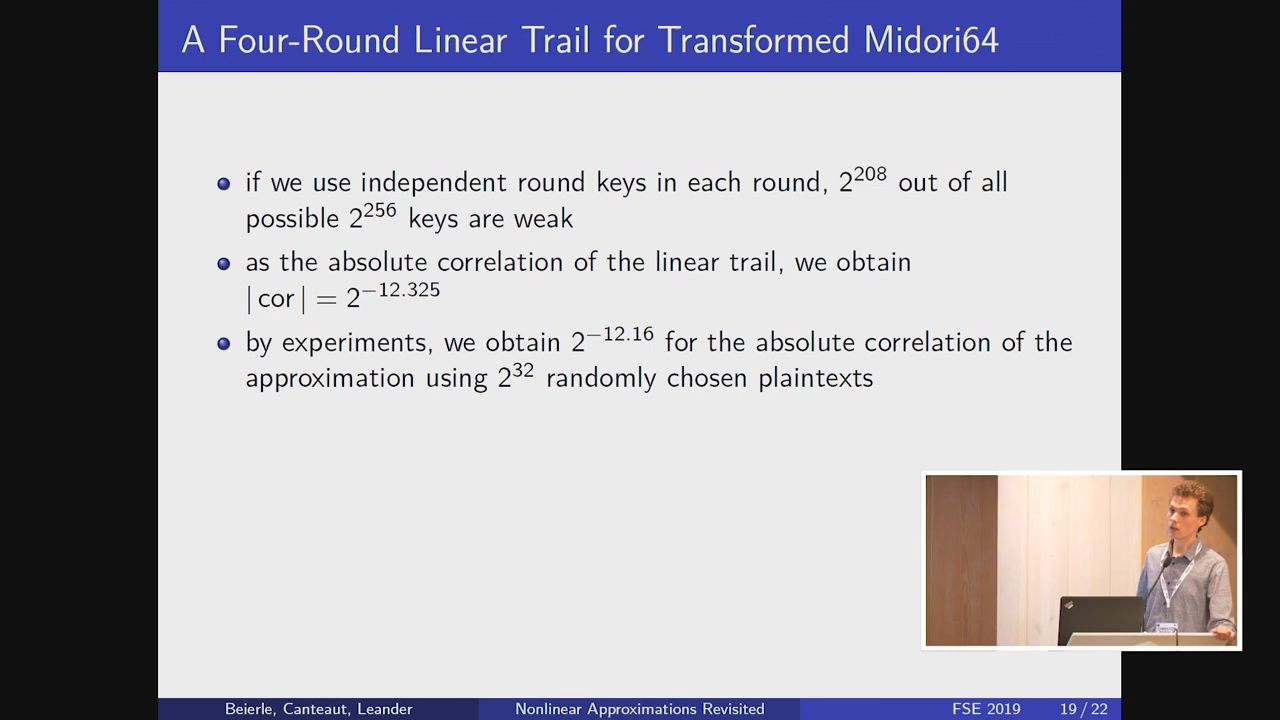 A Four-Round Linear Trail for Transformed Midori64
if we use independent round keys in each round, 2^208 out of all
possible 2^256 keys are weak
as the absolute correlation of the linear trail, we obtain
| cor | = 2^−12.325
by experiments, we obtain 2^−12.16 for the absolute correlation of the
approximation using 2^32 randomly chosen plaintexts
Beierle, Canteaut, Leander
Nonlinear Approximations Revisited
FSE 2019
19 / 22